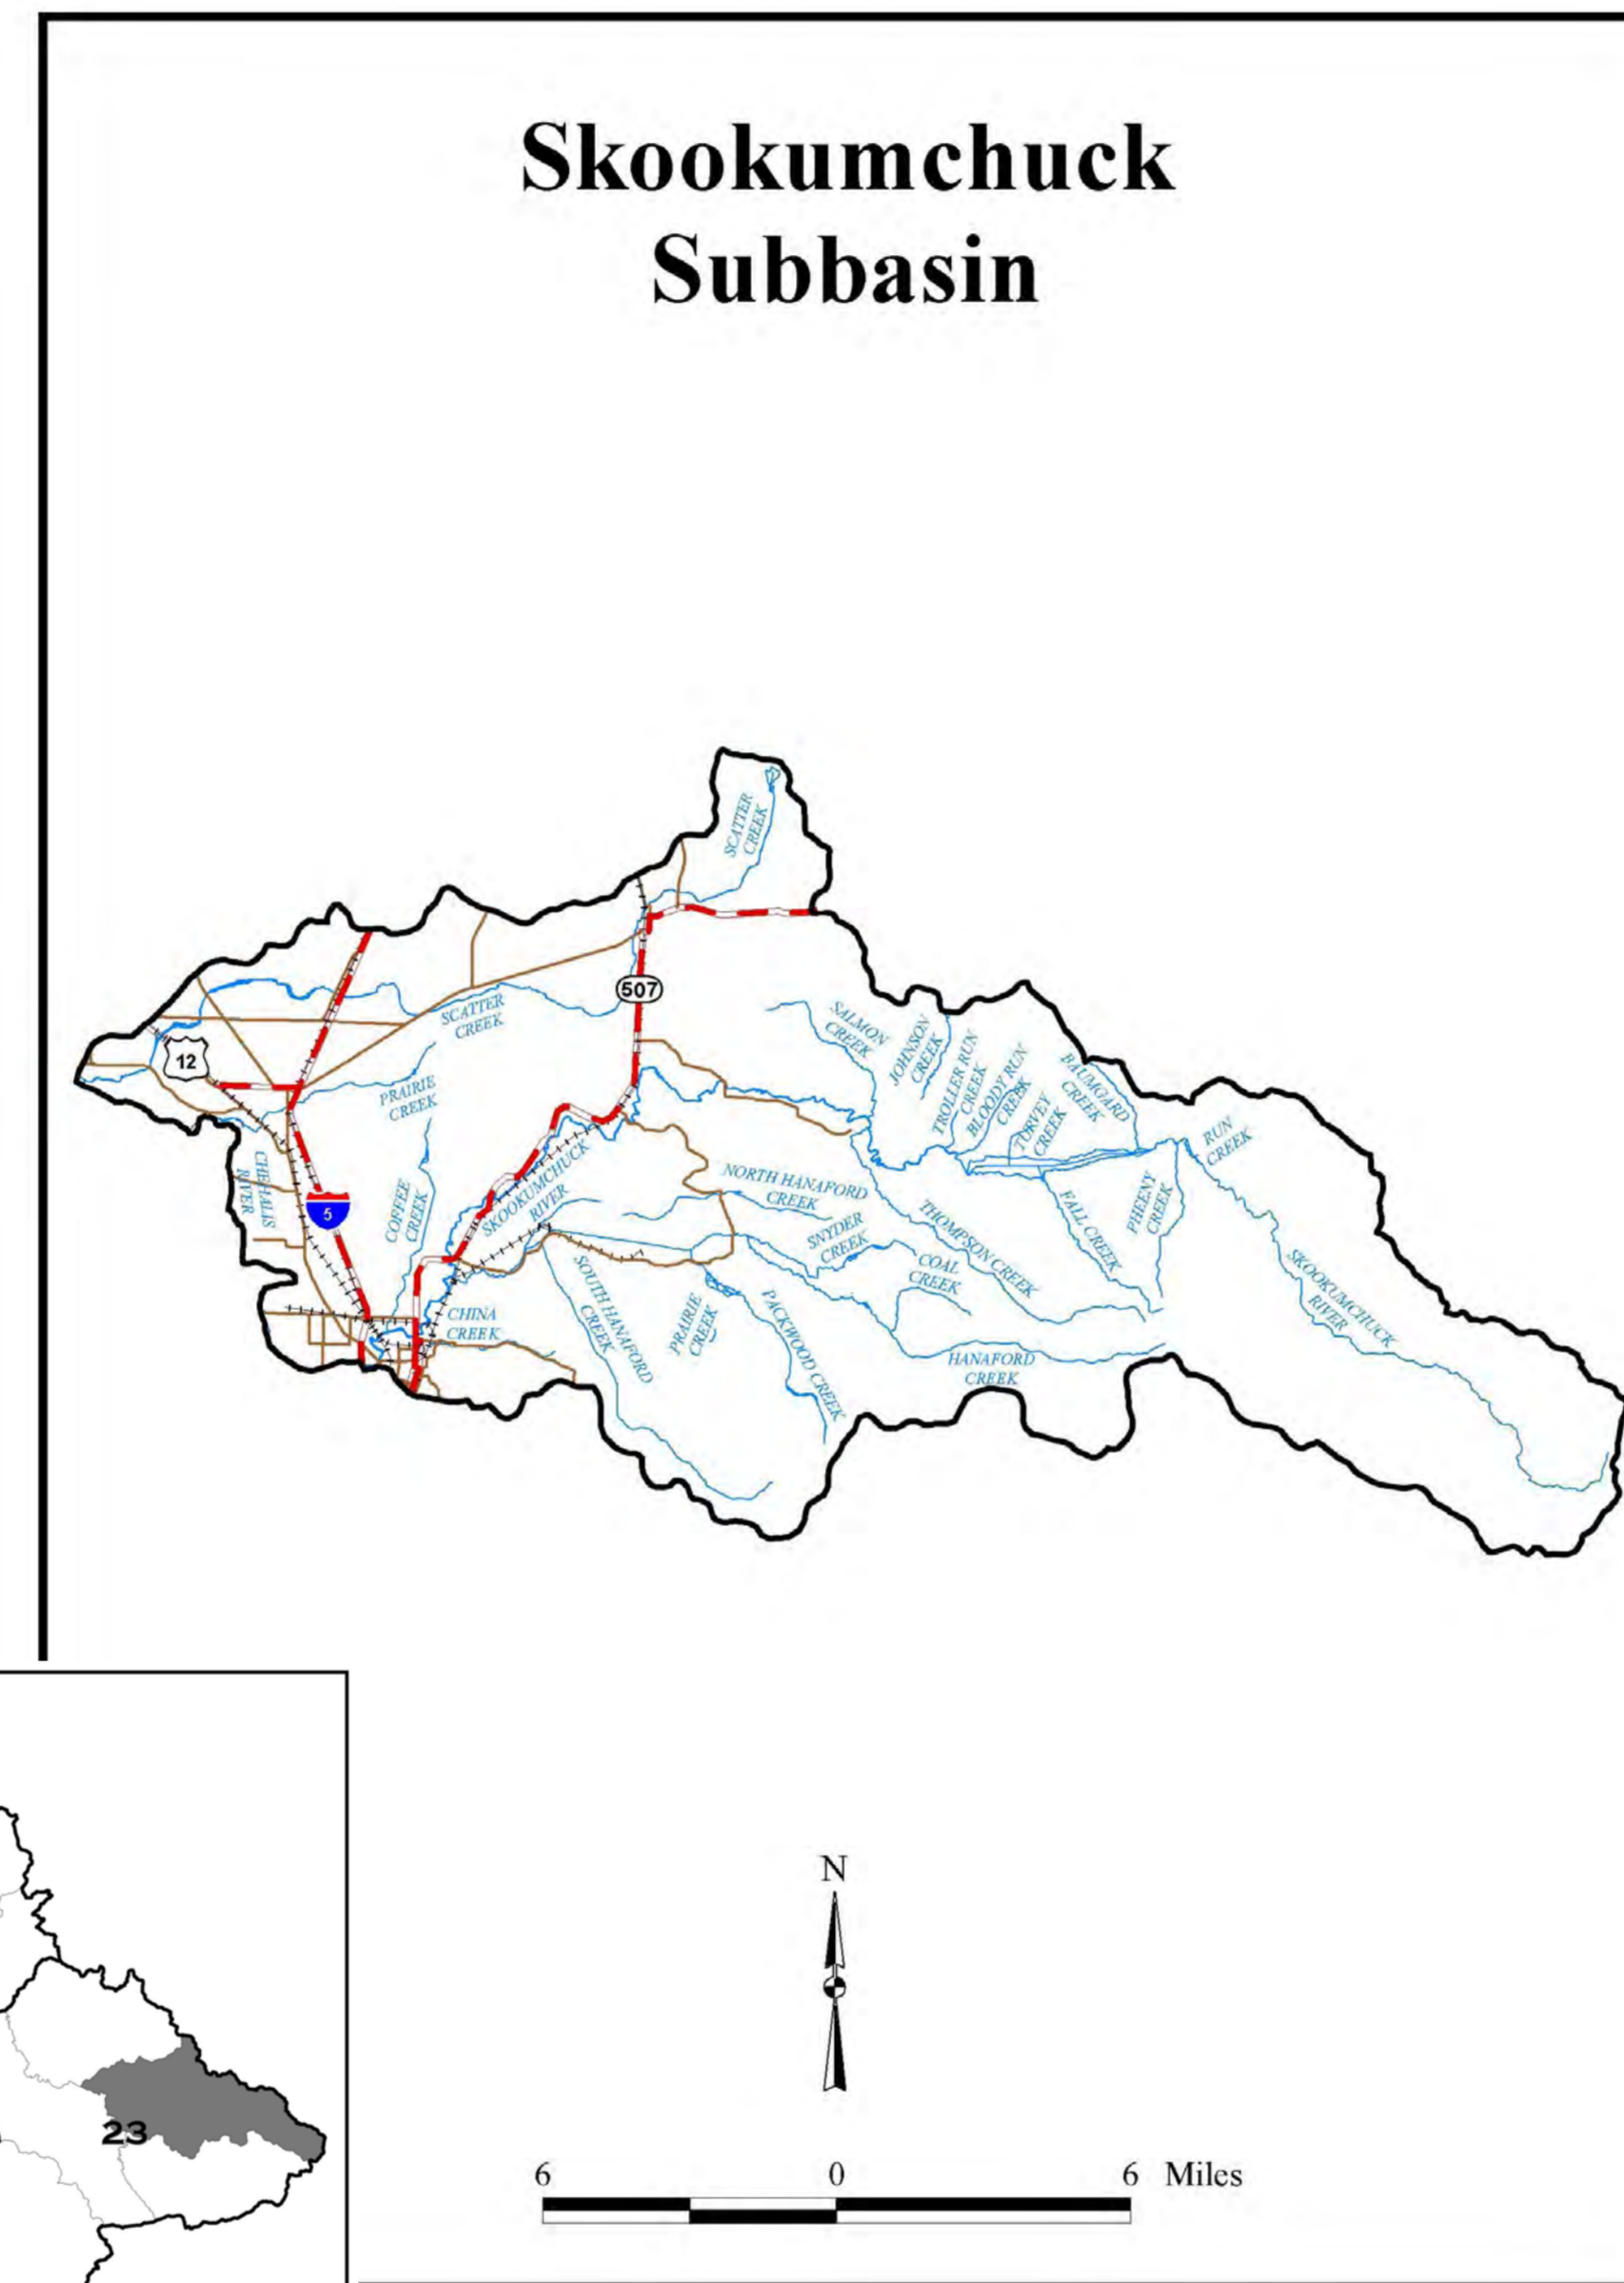 Skookumchuck
Subbasin
SCATTER
CREEK
507
SCATTER
CREEK
12
PRAIRIE
CREEK
SALMON
CREEK
JOHNSON
CREEK
TROLLER RUN
CREEK
BLOODY RUN
CREEK
TURVEY
CREEK
BAUMGARD
CREEK
RUN
CREEK
CHEHALIS
RIVER
5
COFFEE
CREEK
SKOOKUMCHUCK
RIVER
NORTH HANAFORD
CREEK
SNYDER
CREEK
THOMPSON CREEK
COAL
CREEK
FALL CREEK
PHEENY
CREEK
SKOOKUMCHUCK
RIVER
CHINA
CREEK
SOUTH HANAFORD
CREEK
PRAIRIE
CREEK
PACKWOOD CREEK
HANAFORD
CREEK
N
23
6 0 6 Miles